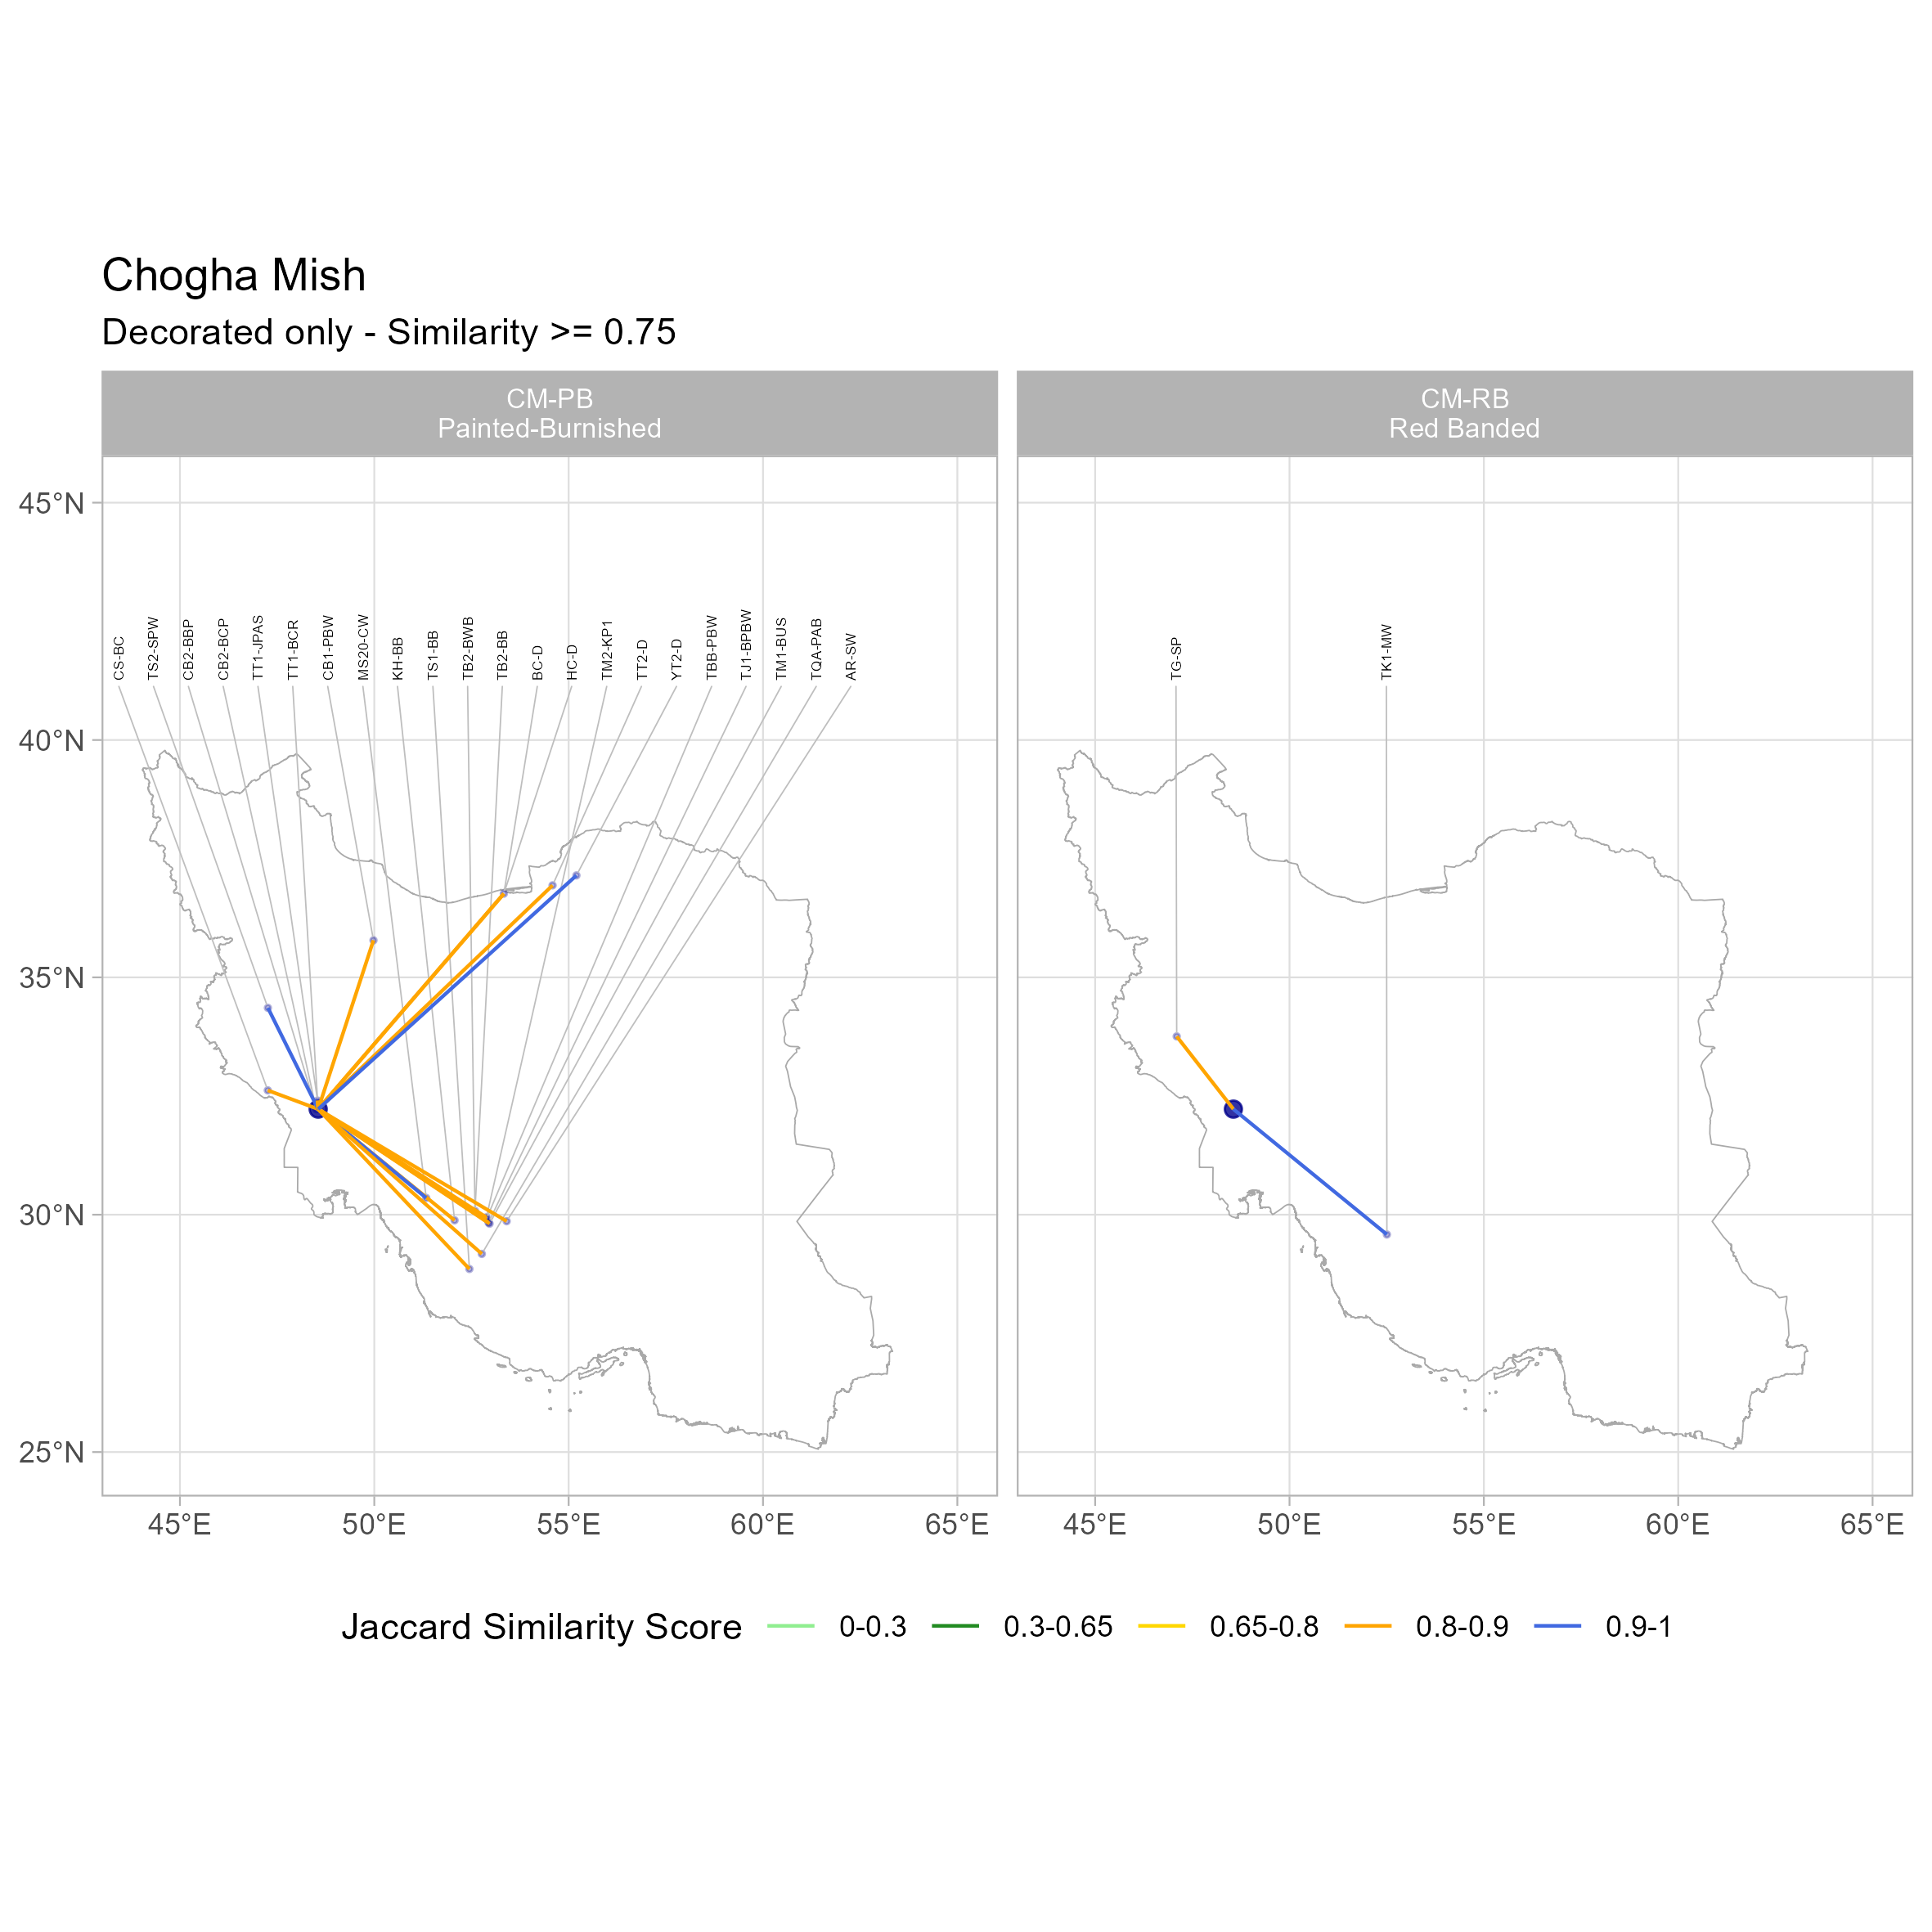 Chogha Mish
Decorated only - Similarity >= 0.75
CM-PB
Painted-Burnished
CM-RB
Red Banded
45°N
40°N
35°N
30°N
25°N
CS-BC
TS2-SPW
CB2-BBP
CB2-BCP
TT1-JPAS
TT1-BCR
CB1-PBW
MS20-CW
KH-BB
TS1-BB
TB2-BWB
TB2-BB
BC-D
HC-D
TM2-KP1
TT2-D
YT2-D
TBB-PBW
TJ1-BPBW
TM1-BUS
TQA-PAB
AR-SW
TG-SP
TK1-MW
45°E 50°E 55°E 60°E 65°E
45°E 50°E 55°E 60°E 65°E
Jaccard Similarity Score 0-0.3 0.3-0.65 0.65-0.8 0.8-0.9 0.9-1